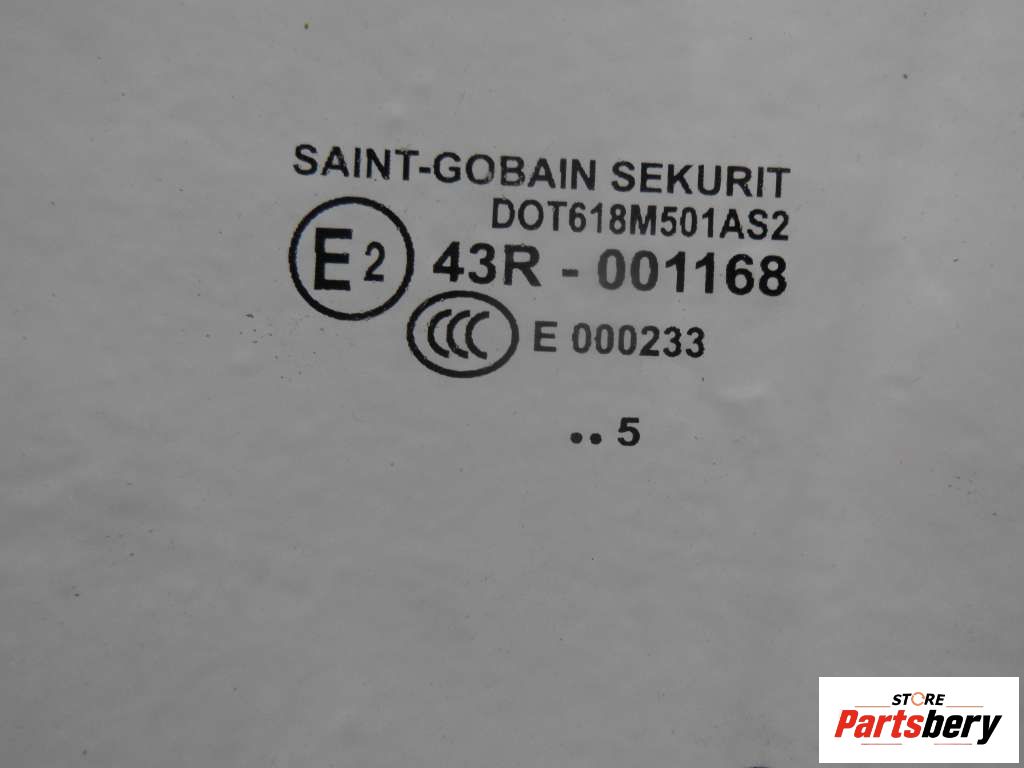 SAINT-GOBAIN SEKURIT
DOT618M501AS2
E2 43R - 001168
CCC E 000233
.. 5
STORE
Partsbery